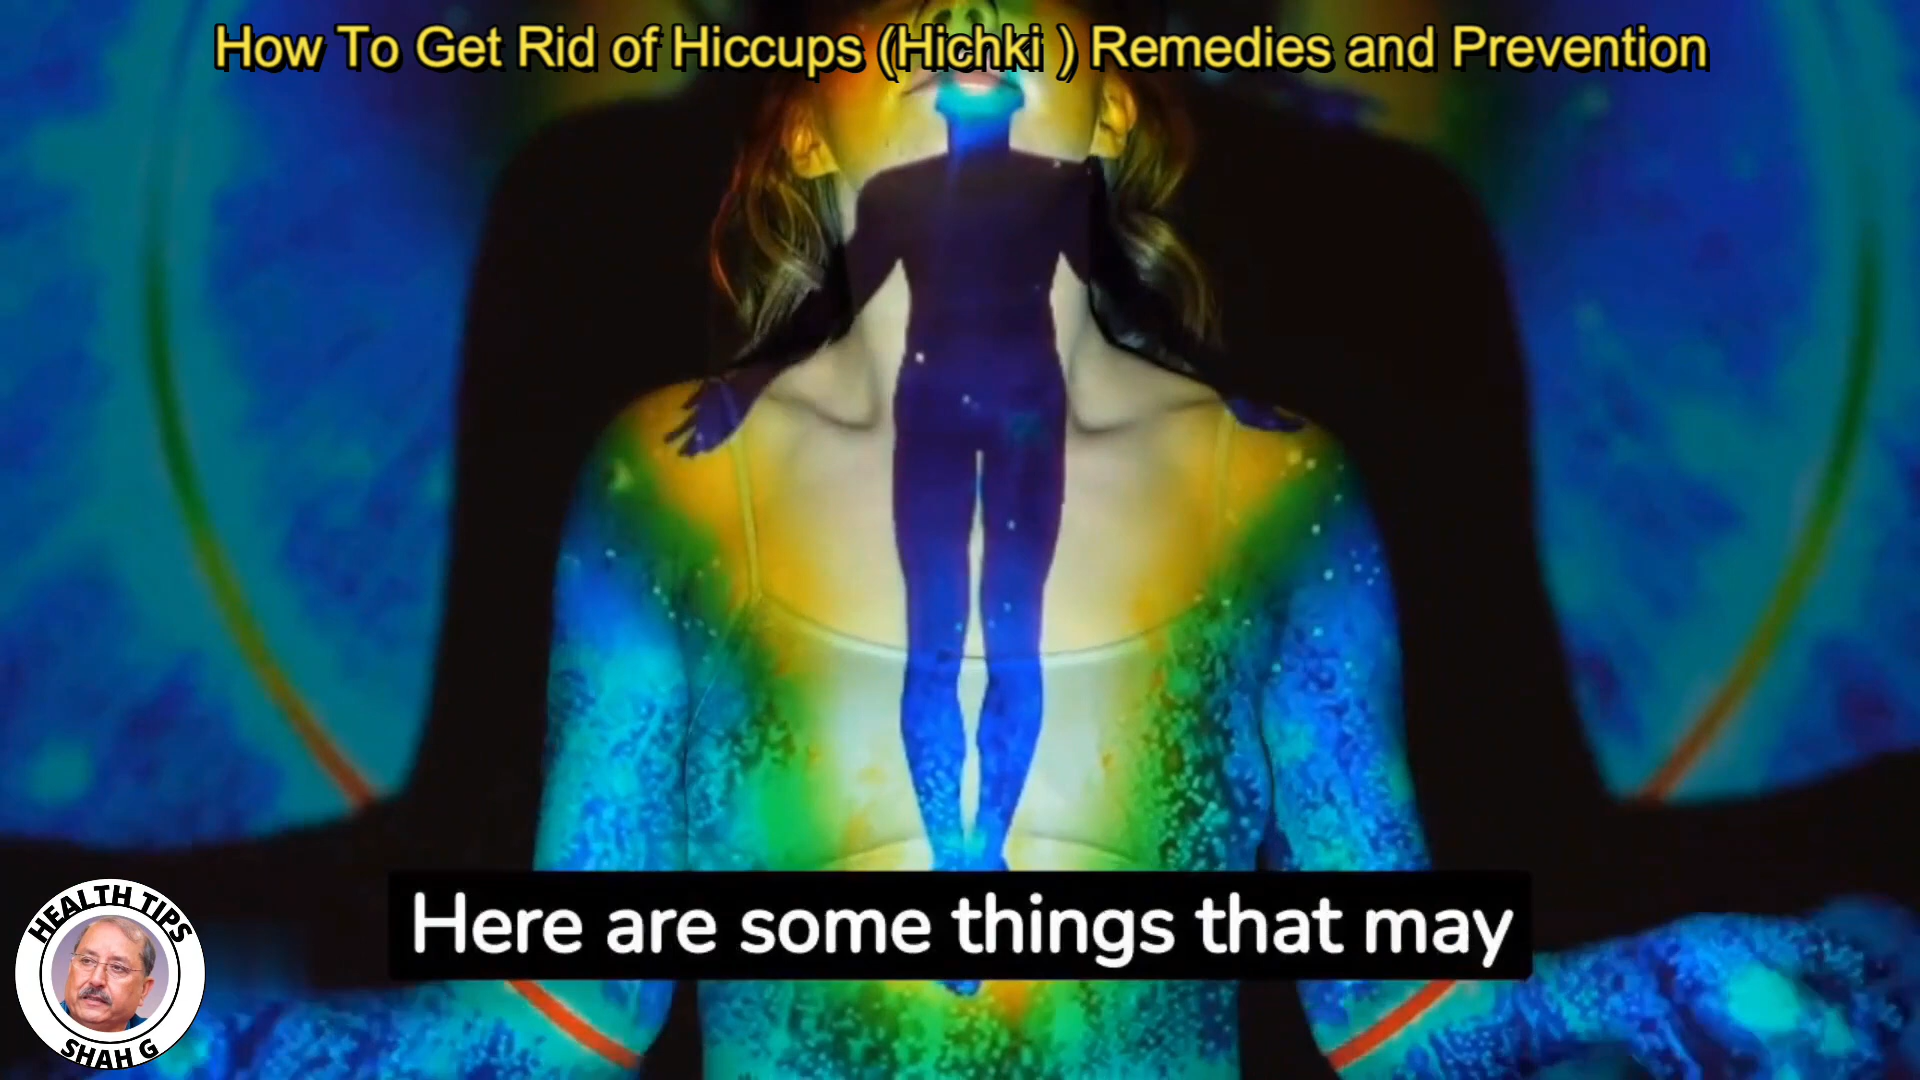 How To Get Rid of Hiccups (Hichki ) Remedies and Prevention
Here are some things that may
HEALTH TIPS
SHAH G